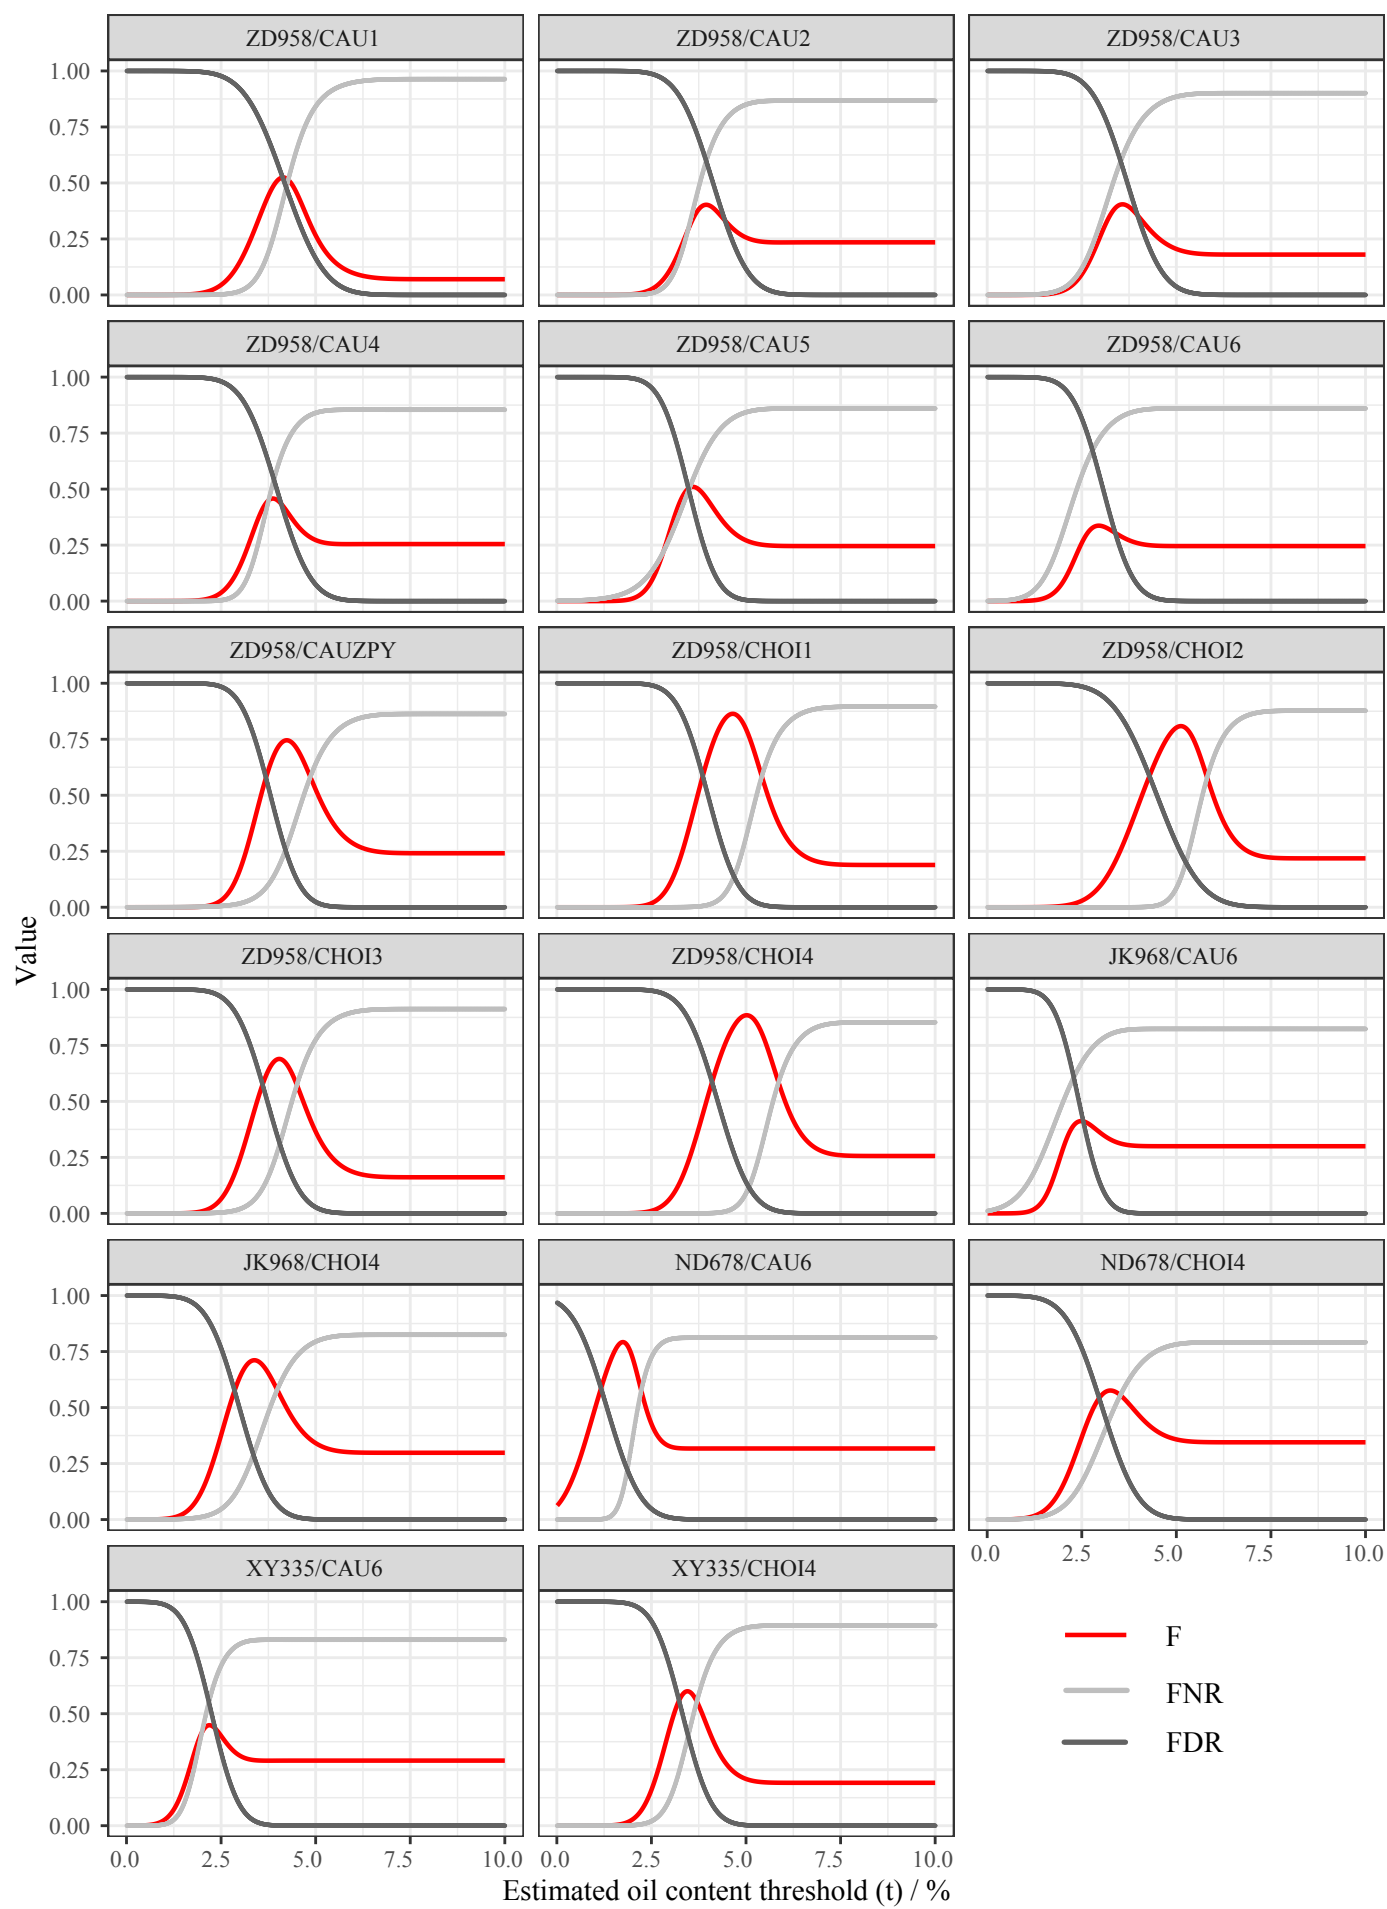 ZD958/CAU1 ZD958/CAU2 ZD958/CAU3
1.00
0.75
0.50
0.25
0.00
ZD958/CAU4 ZD958/CAU5 ZD958/CAU6
1.00
0.75
0.50
0.25
0.00
ZD958/CAUZPY ZD958/CHOI1 ZD958/CHOI2
1.00
0.75
0.50
0.25
0.00
Value
ZD958/CHOI3 ZD958/CHOI4 JK968/CAU6
1.00
0.75
0.50
0.25
0.00
JK968/CHOI4 ND678/CAU6 ND678/CHOI4
1.00
0.75
0.50
0.25
0.00
0.0 2.5 5.0 7.5 10.0
XY335/CAU6 XY335/CHOI4
1.00
0.75
0.50
0.25
0.00
F
FNR
FDR
0.0 2.5 5.0 7.5 10.0 0.0 2.5 5.0 7.5 10.0
Estimated oil content threshold (t) / %